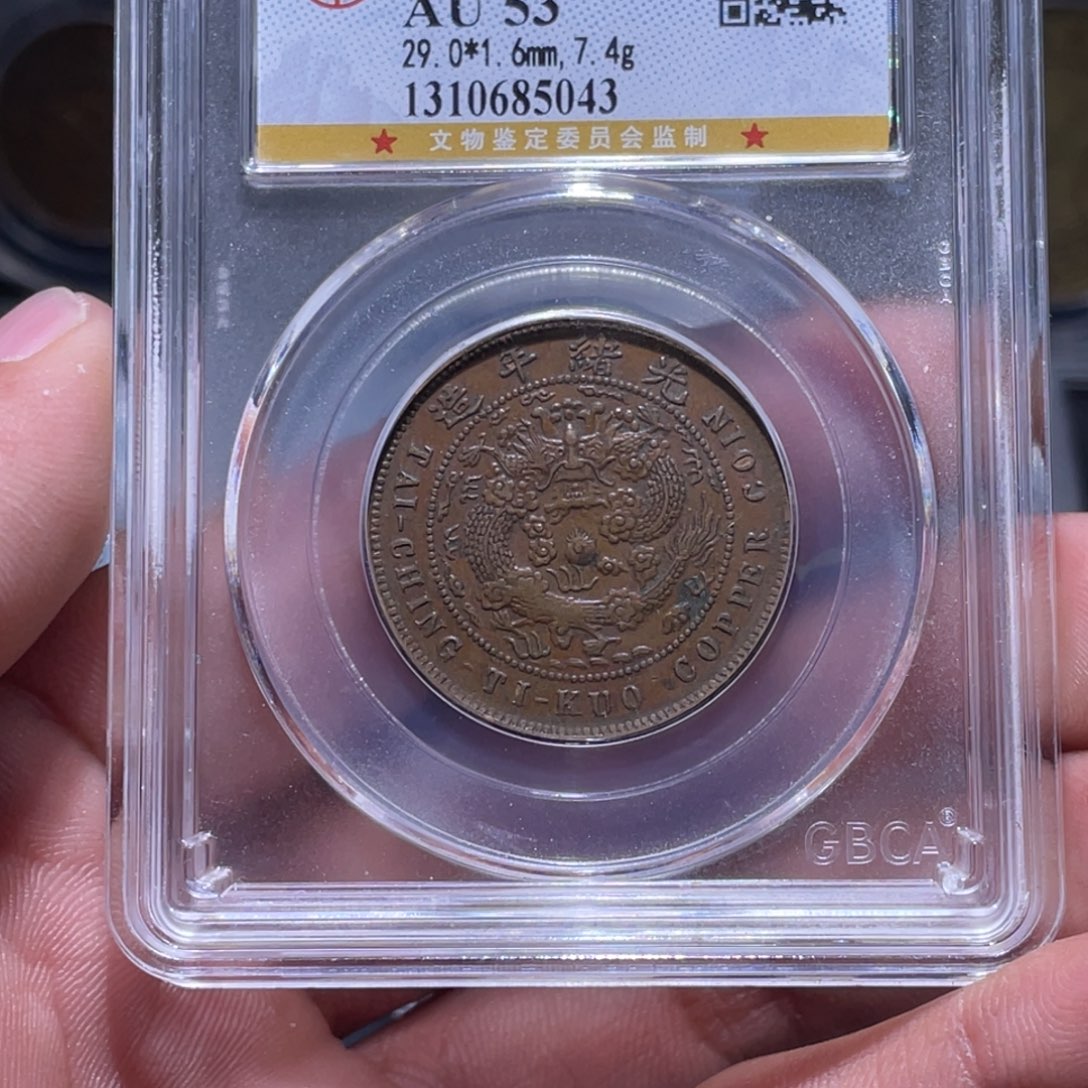 AU 53
29.0*1.6mm,7.4g
1310685043
★ 文物鉴定委员会监制 ★
造年緒光
TAI-CHING TI-KUO COPPER COIN
GBCA®